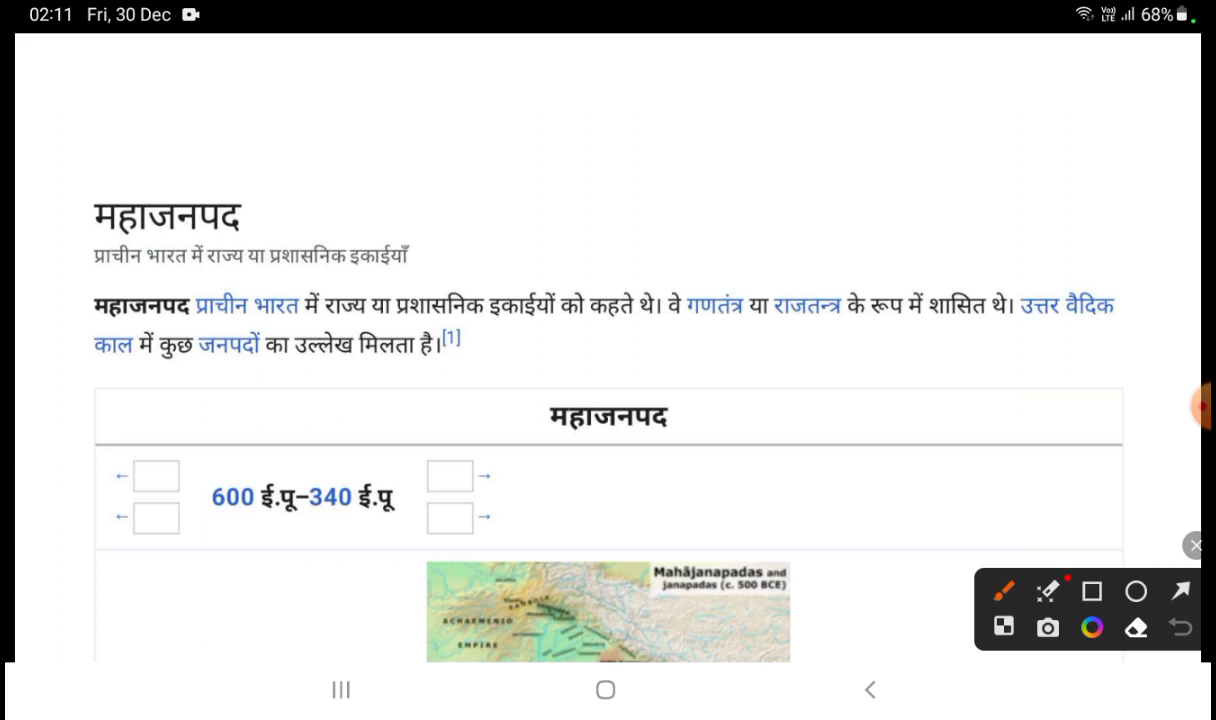 02:11 Fri, 30 Dec
Vo) LTE 68%
महाजनपद
प्राचीन भारत में राज्य या प्रशासनिक इकाईयाँ
महाजनपद प्राचीन भारत में राज्य या प्रशासनिक इकाईयों को कहते थे। वे गणतंत्र या राजतन्त्र के रूप में शासित थे। उत्तर वैदिक
काल में कुछ जनपदों का उल्लेख मिलता है।[1]
महाजनपद
← →
600 ई.पू–340 ई.पू
← →
Mahājanapadas and
janapadas (c. 500 BCE)
ACHAEMENID
EMPIRE